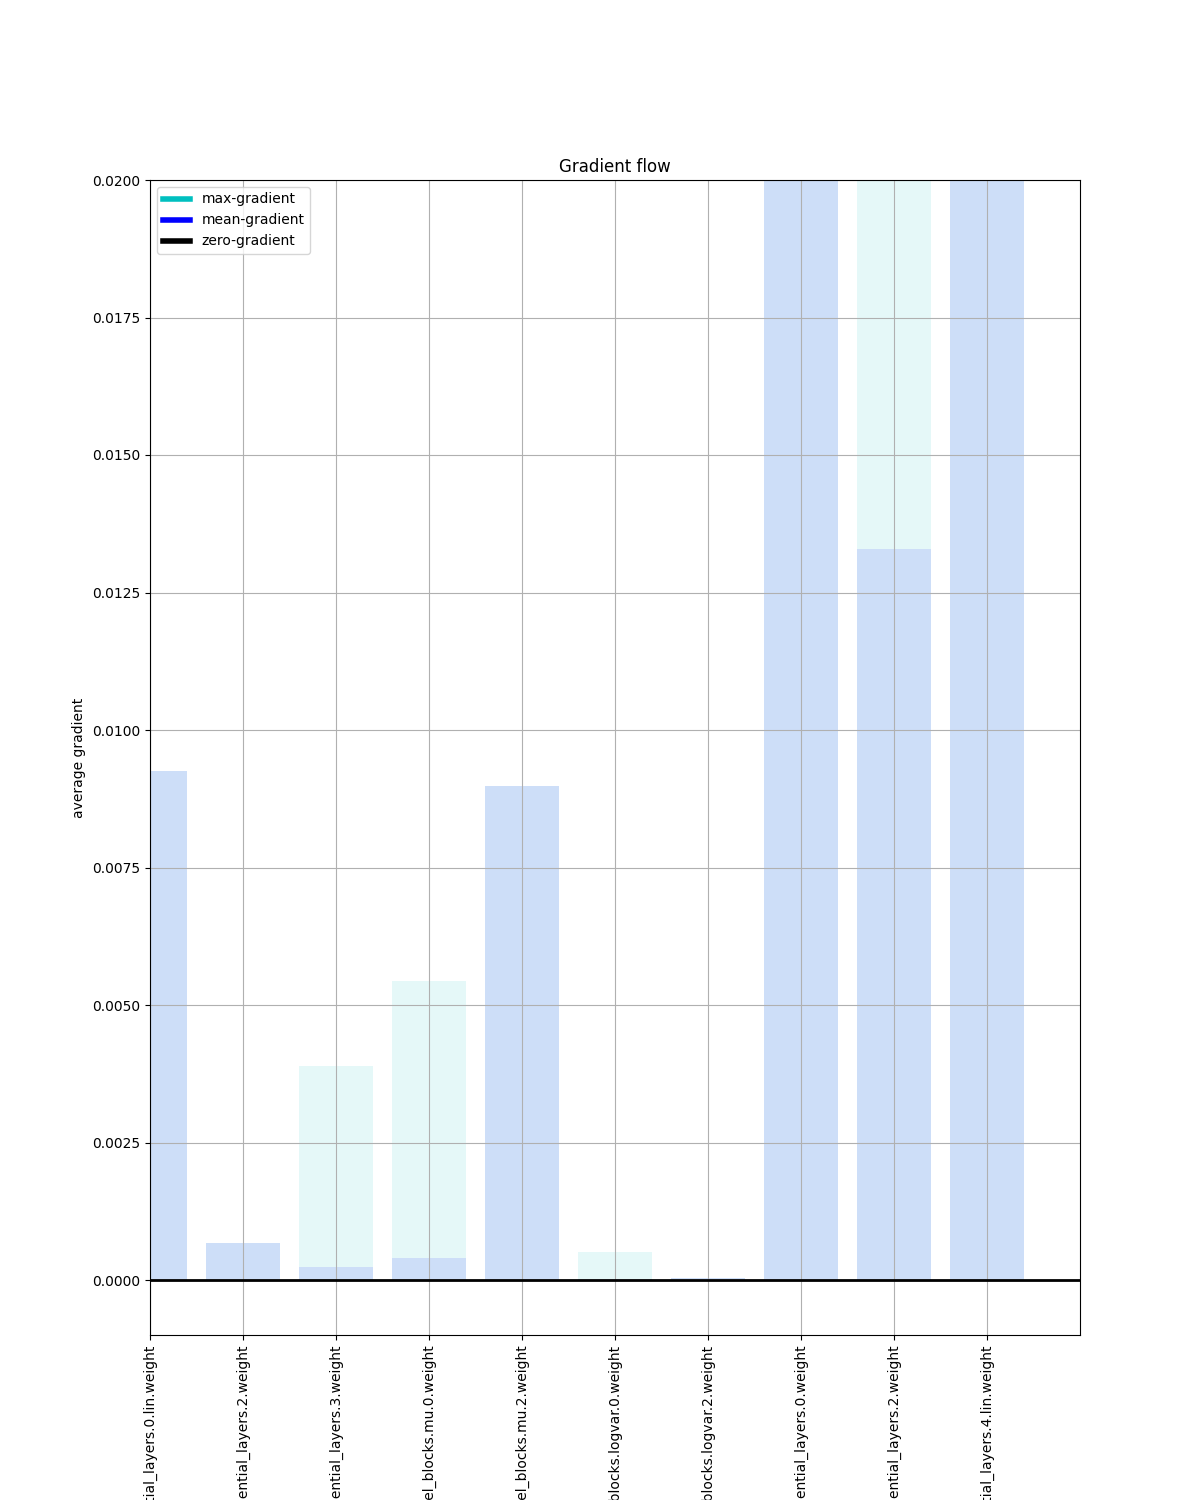 Gradient flow
max-gradient
mean-gradient
zero-gradient
0.0200
0.0175
0.0150
0.0125
0.0100
0.0075
0.0050
0.0025
0.0000
average gradient
tial_layers.0.lin.weight
ential_layers.2.weight
ential_layers.3.weight
el_blocks.mu.0.weight
el_blocks.mu.2.weight
blocks.logvar.0.weight
blocks.logvar.2.weight
ential_layers.0.weight
ential_layers.2.weight
tial_layers.4.lin.weight